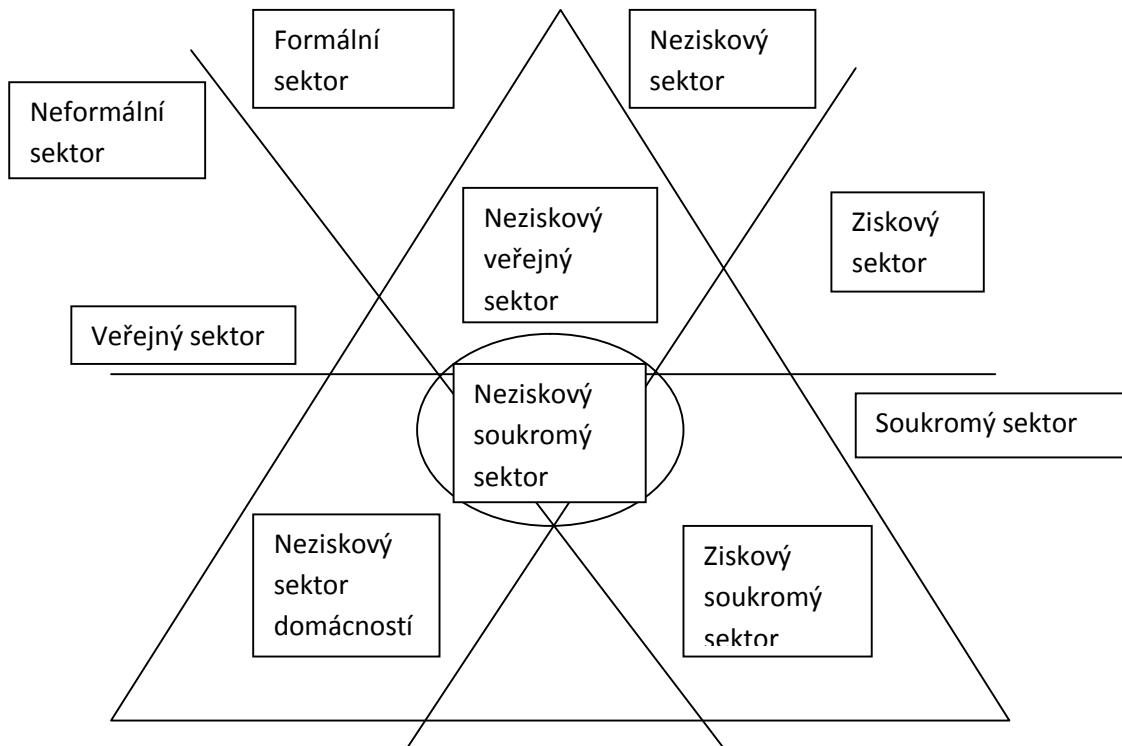 Formální
sektor
Neziskový
sektor
Neformální
sektor
Neziskový
veřejný
sektor
Ziskový
sektor
Veřejný sektor
Neziskový
soukromý
sektor
Soukromý sektor
Neziskový
sektor
domácností
Ziskový
soukromý
sektor